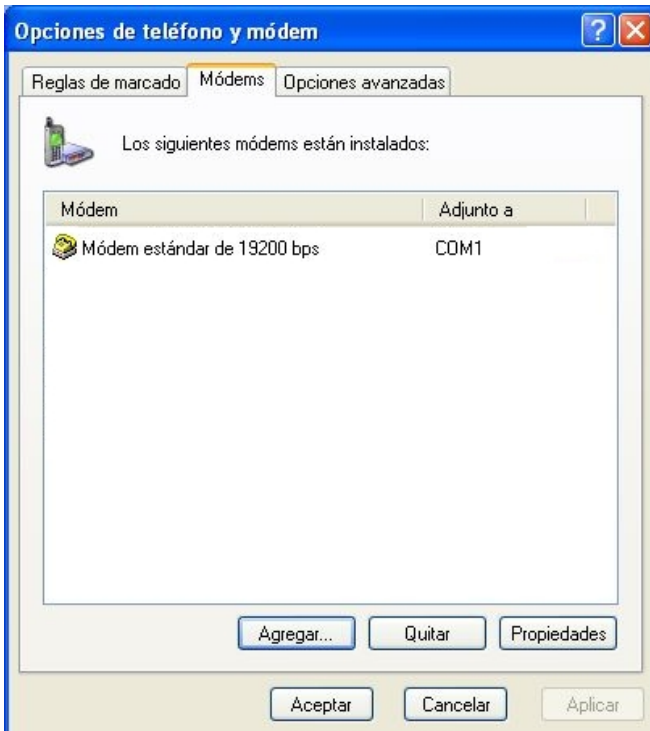 Opciones de teléfono y módem
Reglas de marcado Módems Opciones avanzadas
Los siguientes módems están instalados:
Módem Adjunto a
Módem estándar de 19200 bps COM1
Agregar... Quitar Propiedades
Aceptar Cancelar Aplicar